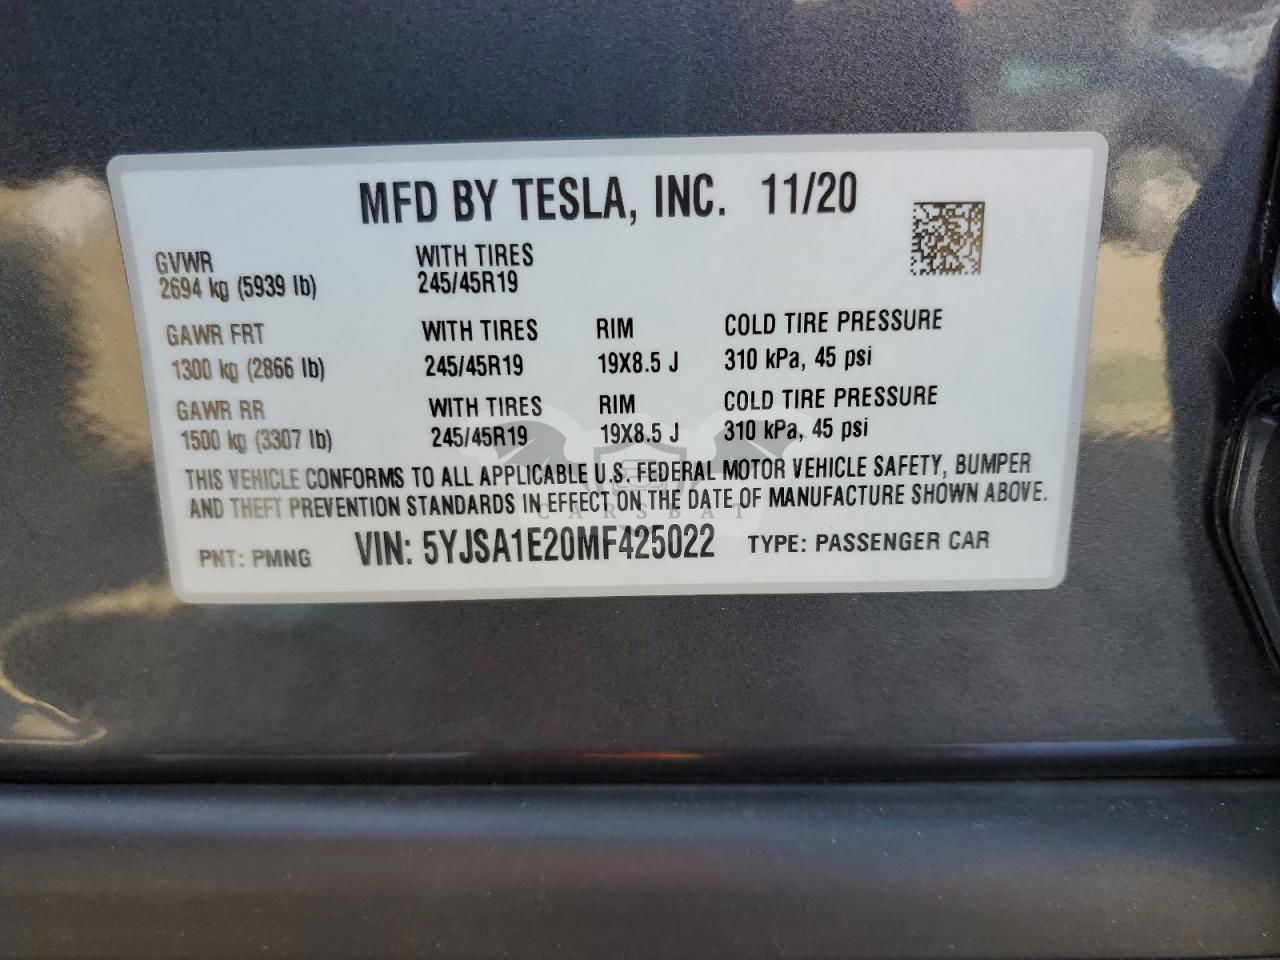 MFD BY TESLA, INC. 11/20
GVWR WITH TIRES
2694 kg (5939 lb) 245/45R19
GAWR FRT WITH TIRES RIM COLD TIRE PRESSURE
1300 kg (2866 lb) 245/45R19 19X8.5 J 310 kPa, 45 psi
GAWR RR WITH TIRES RIM COLD TIRE PRESSURE
1500 kg (3307 lb) 245/45R19 19X8.5 J 310 kPa, 45 psi
THIS VEHICLE CONFORMS TO ALL APPLICABLE U.S. FEDERAL MOTOR VEHICLE SAFETY, BUMPER
AND THEFT PREVENTION STANDARDS IN EFFECT ON THE DATE OF MANUFACTURE SHOWN ABOVE.
CARSBAT
PNT: PMNG VIN: 5YJSA1E20MF425022 TYPE: PASSENGER CAR